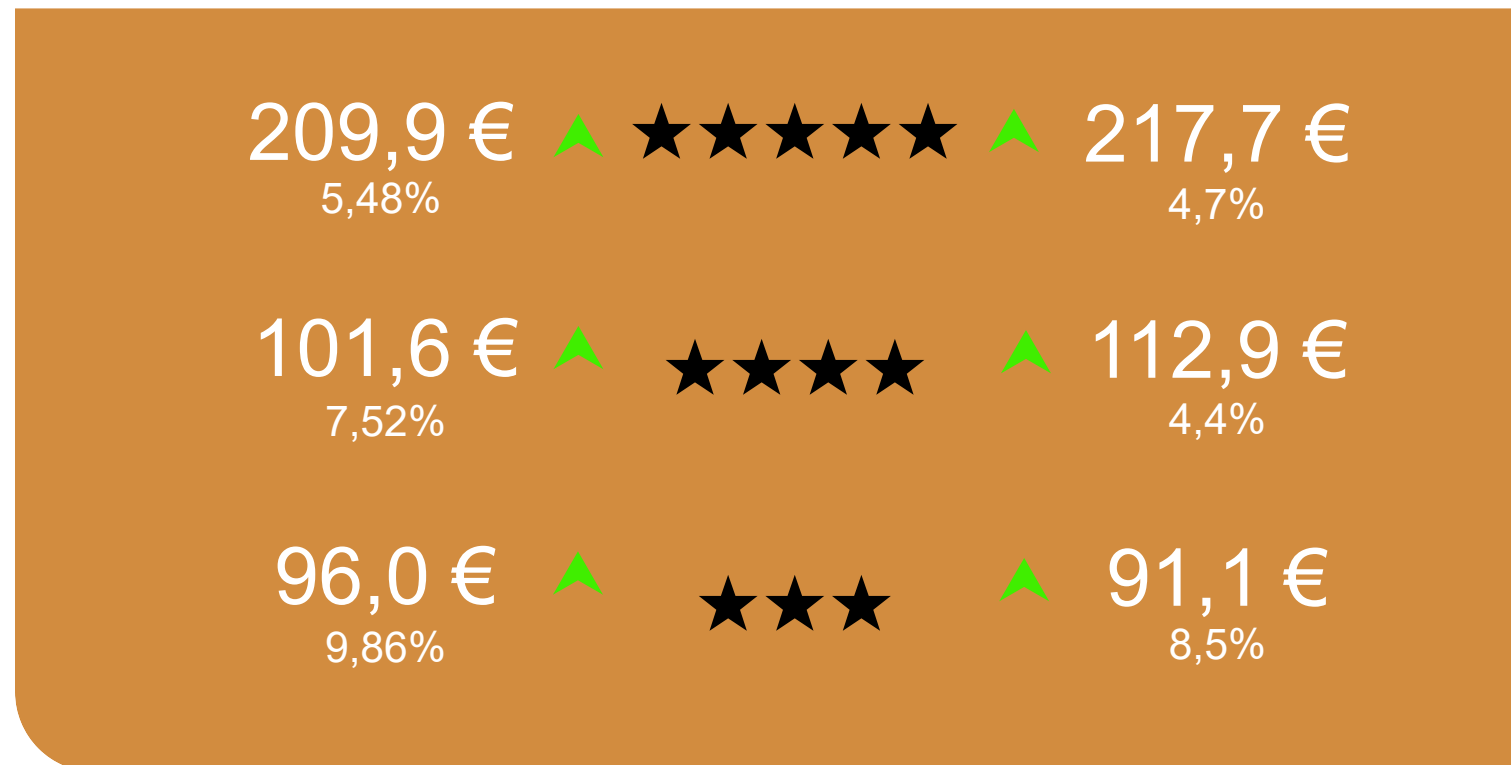 209,9 € 217,7 €
5,48% 4,7%
101,6 € 112,9 €
7,52% 4,4%
96,0 € 91,1 €
9,86% 8,5%